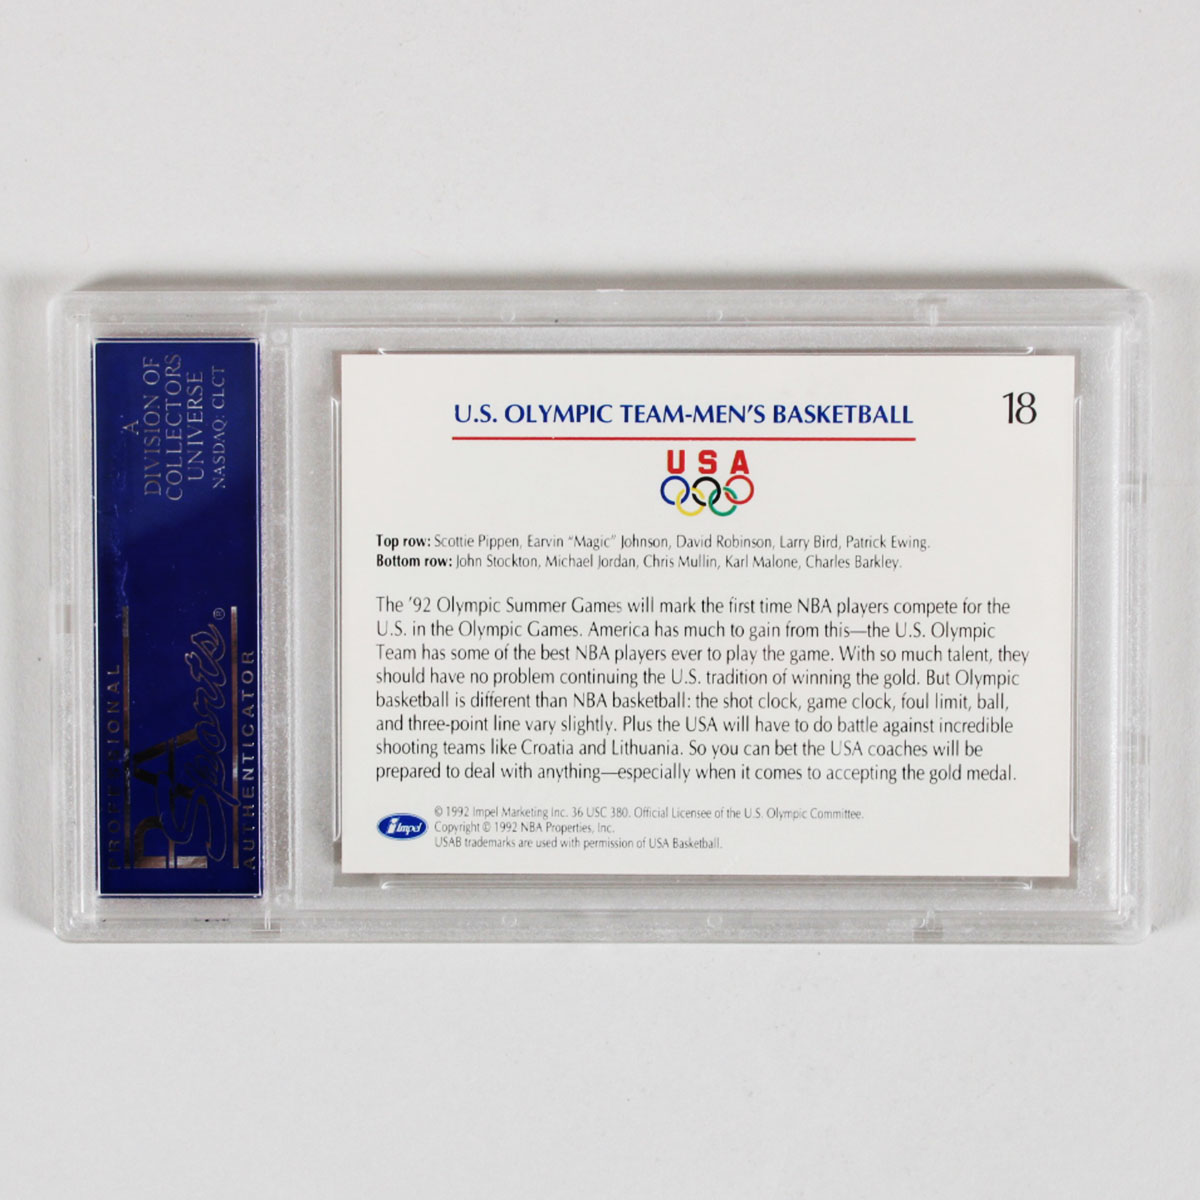 A
DIVISION OF
COLLECTORS
UNIVERSE
NASDAQ: CLCT
PROFESSIONAL
PSA
Sports®
AUTHENTICATOR
18
U.S. OLYMPIC TEAM-MEN'S BASKETBALL
USA
Top row: Scottie Pippen, Earvin "Magic" Johnson, David Robinson, Larry Bird, Patrick Ewing.
Bottom row: John Stockton, Michael Jordan, Chris Mullin, Karl Malone, Charles Barkley.
The '92 Olympic Summer Games will mark the first time NBA players compete for the
U.S. in the Olympic Games. America has much to gain from this—the U.S. Olympic
Team has some of the best NBA players ever to play the game. With so much talent, they
should have no problem continuing the U.S. tradition of winning the gold. But Olympic
basketball is different than NBA basketball: the shot clock, game clock, foul limit, ball,
and three-point line vary slightly. Plus the USA will have to do battle against incredible
shooting teams like Croatia and Lithuania. So you can bet the USA coaches will be
prepared to deal with anything—especially when it comes to accepting the gold medal.
Impel
© 1992 Impel Marketing Inc. 36 USC 380. Official Licensee of the U.S. Olympic Committee.
Copyright © 1992 NBA Properties, Inc.
USAB trademarks are used with permission of USA Basketball.